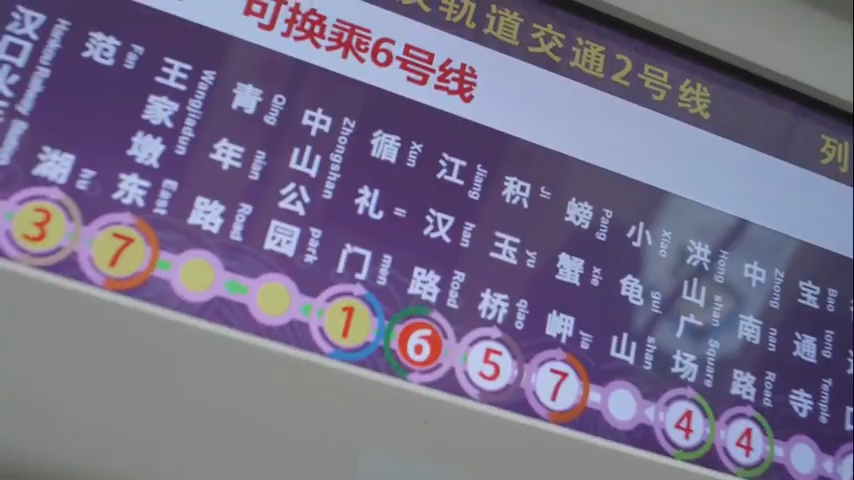 可换乘6号线
轨道交通2号线
列
汉口火
Hankou Railway
范湖
Fan hu
王家墩东
Wangjiadun East
青年路
Qing nian Road
中山公园
Zhongshan park
循礼门
Xun li men
江汉路
Jiang han Road
积玉桥
Ji yu qiao
螃蟹岬
Pang xie jia
小龟山
Xiao gui shan
洪山广场
Hong shan Square
中南路
Zhong nan Road
宝通寺
Bao tong Temple
3 7 1 6 5 7 4 4